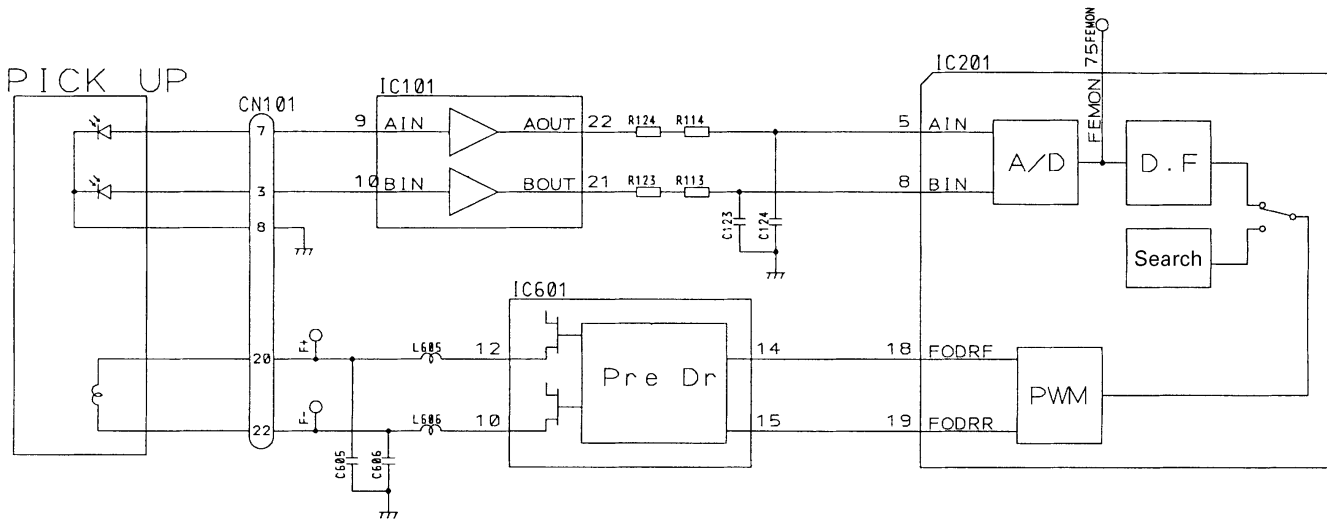 PICK UP
CN101
IC101
IC201
FEMON 75
FEMON
7
9 AIN
AOUT 22
R124
R114
5 AIN
A/D
D.F
3
10 BIN
BOUT 21
R123
R113
8 BIN
8
C123
C124
Search
IC601
F+
20
L605
12
Pre Dr
14
18 FODRF
PWM
F-
22
L606
10
15
19 FODRR
C605
C606